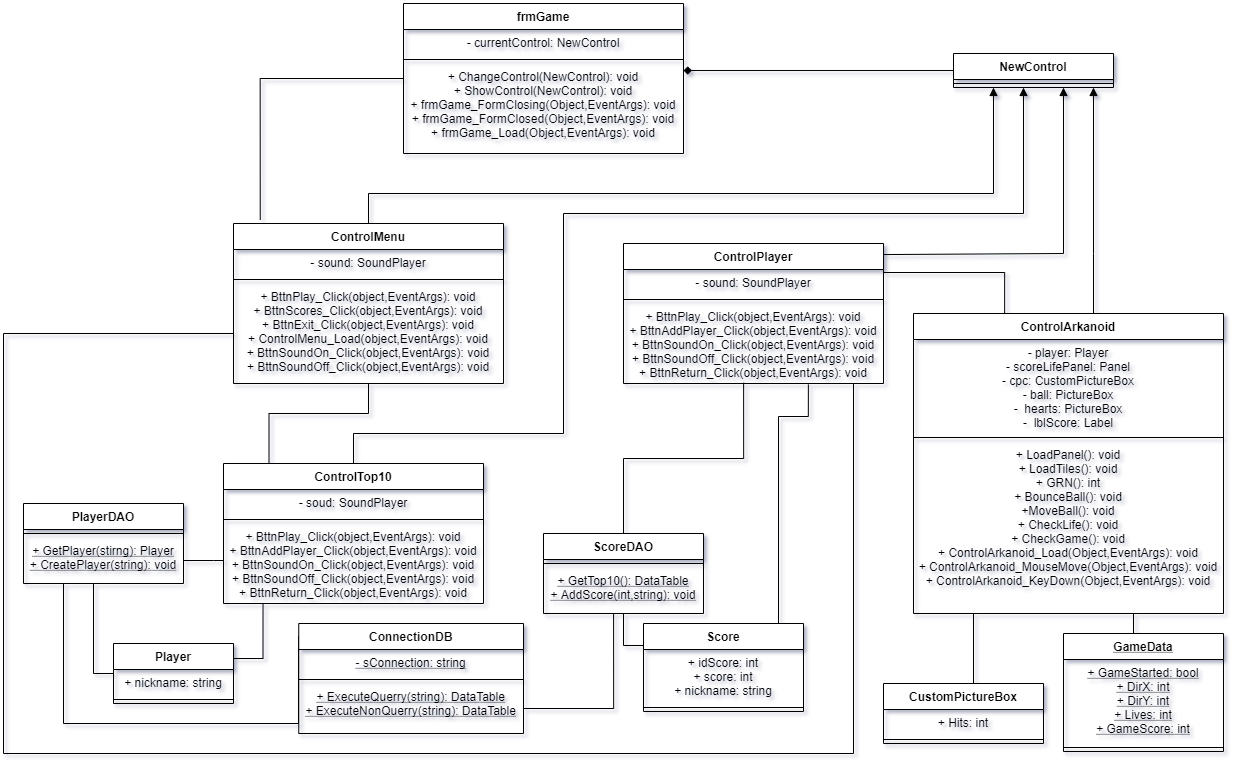 frmGame
- currentControl: NewControl
+ ChangeControl(NewControl): void
+ ShowControl(NewControl): void
+ frmGame_FormClosing(Object,EventArgs): void
+ frmGame_FormClosed(Object,EventArgs): void
+ frmGame_Load(Object,EventArgs): void
NewControl
ControlMenu
- sound: SoundPlayer
+ BttnPlay_Click(object,EventArgs): void
+ BttnScores_Click(object,EventArgs): void
+ BttnExit_Click(object,EventArgs): void
+ ControlMenu_Load(object,EventArgs): void
+ BttnSoundOn_Click(object,EventArgs): void
+ BttnSoundOff_Click(object,EventArgs): void
ControlPlayer
- sound: SoundPlayer
+ BttnPlay_Click(object,EventArgs): void
+ BttnAddPlayer_Click(object,EventArgs): void
+ BttnSoundOn_Click(object,EventArgs): void
+ BttnSoundOff_Click(object,EventArgs): void
+ BttnReturn_Click(object,EventArgs): void
ControlArkanoid
- player: Player
- scoreLifePanel: Panel
- cpc: CustomPictureBox
- ball: PictureBox
- hearts: PictureBox
- lblScore: Label
+ LoadPanel(): void
+ LoadTiles(): void
+ GRN(): int
+ BounceBall(): void
+MoveBall(): void
+ CheckLife(): void
+ CheckGame(): void
+ ControlArkanoid_Load(Object,EventArgs): void
+ ControlArkanoid_MouseMove(Object,EventArgs): void
+ ControlArkanoid_KeyDown(Object,EventArgs): void
ControlTop10
- soud: SoundPlayer
+ BttnPlay_Click(object,EventArgs): void
+ BttnAddPlayer_Click(object,EventArgs): void
+ BttnSoundOn_Click(object,EventArgs): void
+ BttnSoundOff_Click(object,EventArgs): void
+ BttnReturn_Click(object,EventArgs): void
PlayerDAO
+ GetPlayer(stirng): Player
+ CreatePlayer(string): void
ScoreDAO
+ GetTop10(): DataTable
+ AddScore(int,string): void
Player
+ nickname: string
ConnectionDB
- sConnection: string
+ ExecuteQuerry(string): DataTable
+ ExecuteNonQuerry(string): DataTable
Score
+ idScore: int
+ score: int
+ nickname: string
CustomPictureBox
+ Hits: int
GameData
+ GameStarted: bool
+ DirX: int
+ DirY: int
+ Lives: int
+ GameScore: int